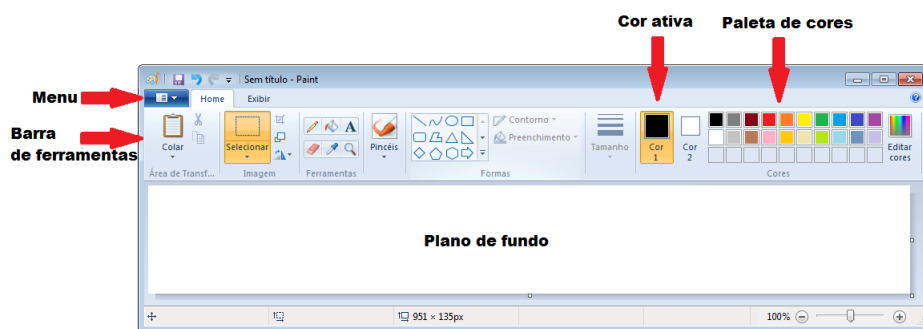 Cor ativa
Paleta de cores
Sem título - Paint
Menu
Home
Exibir
Barra
de ferramentas
Colar
Selecionar
A
Pincéis
Contorno
Preenchimento
Tamanho
Cor
1
Cor
2
Editar
cores
Área de Transf...
Imagem
Ferramentas
Formas
Cores
Plano de fundo
951 × 135px
100%